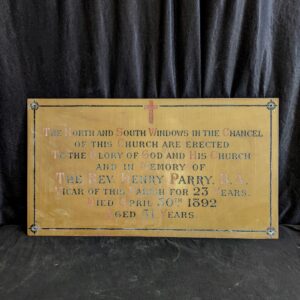 The North and South Windows in the Chancel
of this Church are erected
To the Glory of God and His Church
and in Memory of
The Rev. Henry Parry, B.A.
Vicar of this Parish for 23 Years.
Died April 30th 1892
Aged 51 Years.